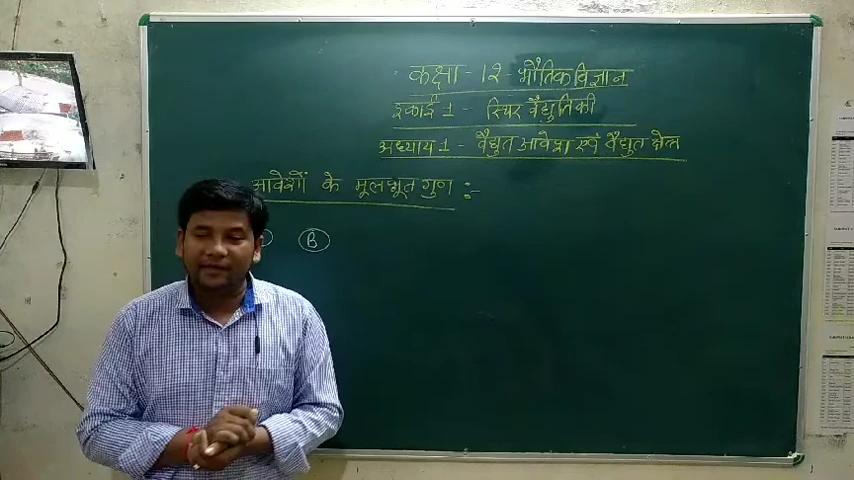 कक्षा - 12 - भौतिक विज्ञान
इकाई 1 - स्थिर वैद्युतिकी
अध्याय 1 - वैद्युत आवेश एवं वैद्युत क्षेत्र
आवेशों के मूलभूत गुण :-
B